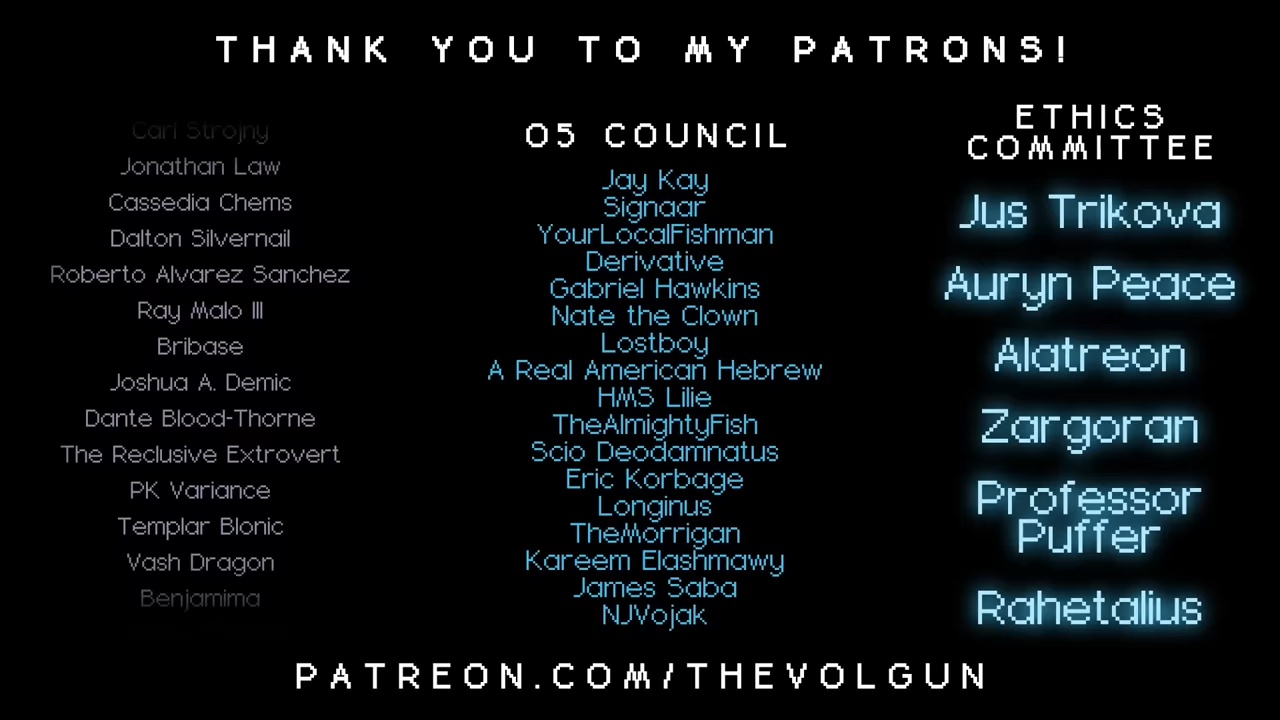 THANK YOU TO MY PATRONS!
Carl Strojny
Jonathan Law
Cassedia Chems
Dalton Silvernail
Roberto Alvarez Sanchez
Ray Malo III
Bribase
Joshua A. Demic
Dante Blood-Thorne
The Reclusive Extrovert
PK Variance
Templar Blonic
Vash Dragon
Benjamima
O5 COUNCIL
Jay Kay
Signaar
YourLocalFishman
Derivative
Gabriel Hawkins
Nate the Clown
Lostboy
A Real American Hebrew
HMS Lilie
TheAlmightyFish
Scio Deodamnatus
Eric Korbage
Longinus
TheMorrigan
Kareem Elashmawy
James Saba
NJVojak
ETHICS
COMMITTEE
Jus Trikova
Auryn Peace
Alatreon
Zargoran
Professor
Puffer
Rahetalius
PATREON.COM/THEVOLGUN